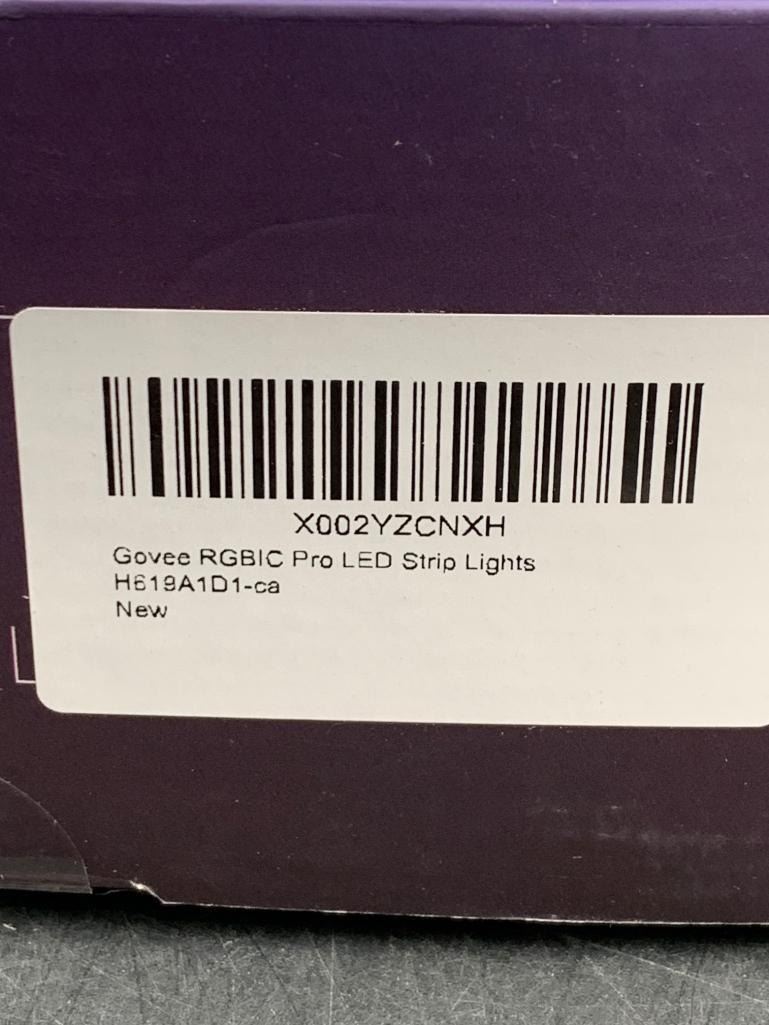 X002YZCNXH
Govee RGBIC Pro LED Strip Lights
H619A1D1-ca
New